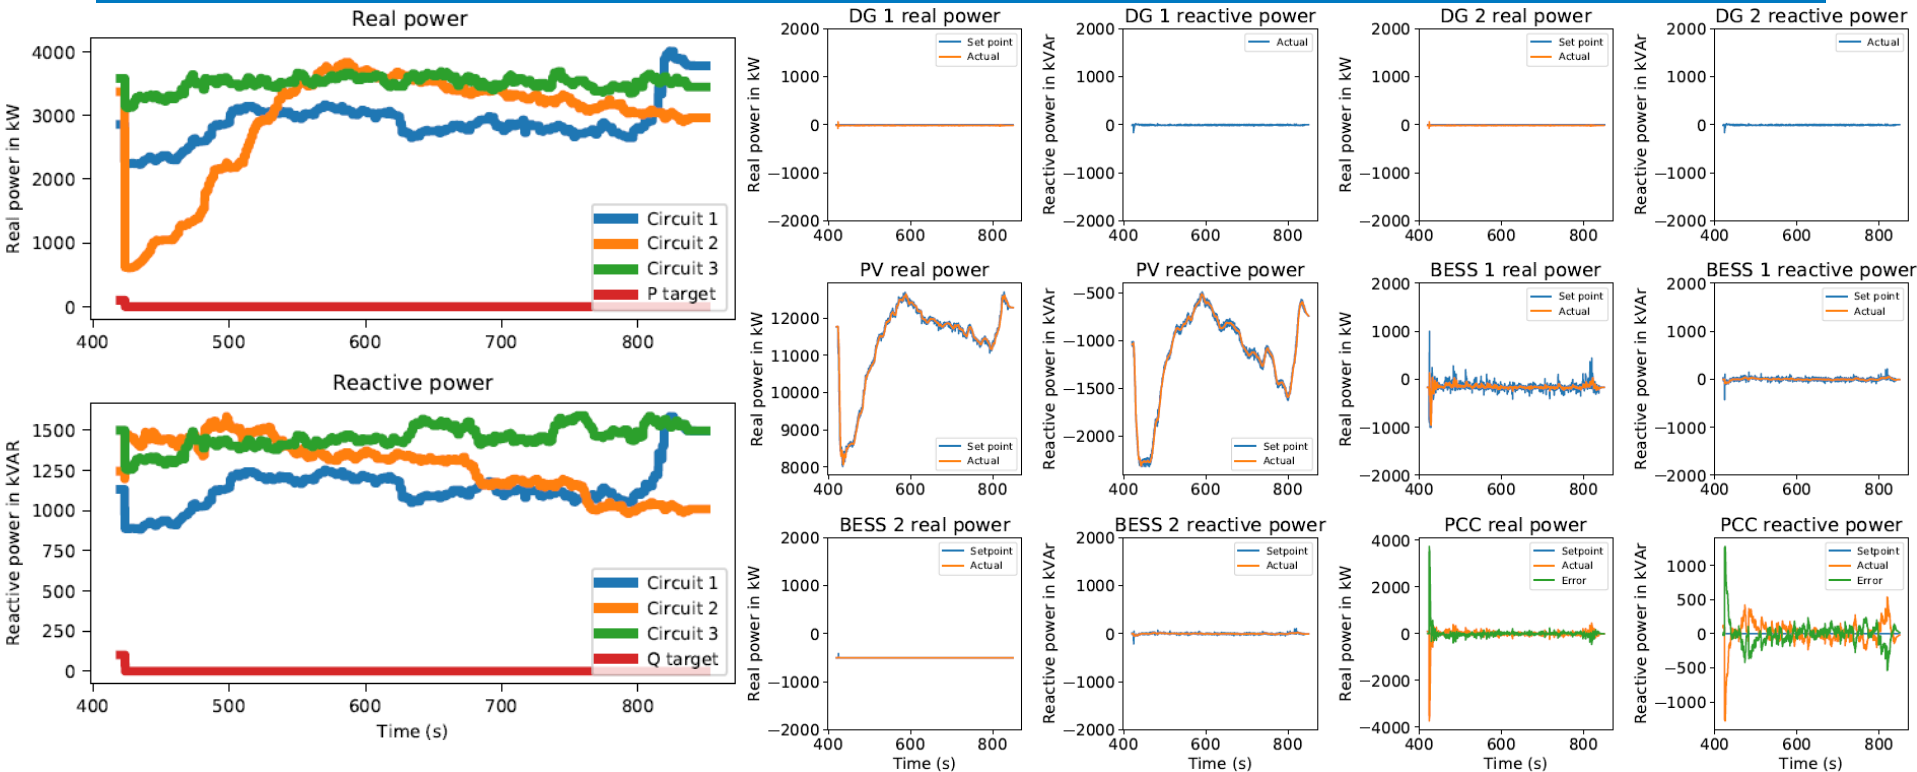 Real power
Real power in kW
4000
3000
2000
1000
0
400
500
600
700
800
Circuit 1
Circuit 2
Circuit 3
P target
Reactive power
Reactive power in kVAR
1500
1250
1000
750
500
250
0
400
500
600
700
800
Time (s)
Circuit 1
Circuit 2
Circuit 3
Q target
DG 1 real power
Real power in kW
2000
1000
0
−1000
−2000
400
600
800
Set point
Actual
DG 1 reactive power
Reactive power in kVAr
2000
1000
0
−1000
−2000
400
600
800
Actual
DG 2 real power
Real power in kW
2000
1000
0
−1000
−2000
400
600
800
Set point
Actual
DG 2 reactive power
Reactive power in kVAr
2000
1000
0
−1000
−2000
400
600
800
Actual
PV real power
Real power in kW
12000
11000
10000
9000
8000
400
600
800
Set point
Actual
PV reactive power
Reactive power in kVAr
−500
−1000
−1500
−2000
400
600
800
Set point
Actual
BESS 1 real power
Real power in kW
2000
1000
0
−1000
−2000
400
600
800
Set point
Actual
BESS 1 reactive power
Reactive power in kVAr
2000
1000
0
−1000
−2000
400
600
800
Set point
Actual
BESS 2 real power
Real power in kW
2000
1000
0
−1000
−2000
400
600
800
Time (s)
Setpoint
Actual
BESS 2 reactive power
Reactive power in kVAr
2000
1000
0
−1000
−2000
400
600
800
Time (s)
Setpoint
Actual
PCC real power
Real power in kW
4000
2000
0
−2000
−4000
400
600
800
Time (s)
Setpoint
Actual
Error
PCC reactive power
Reactive power in kVAr
1000
500
0
−500
−1000
400
600
800
Time (s)
Setpoint
Actual
Error